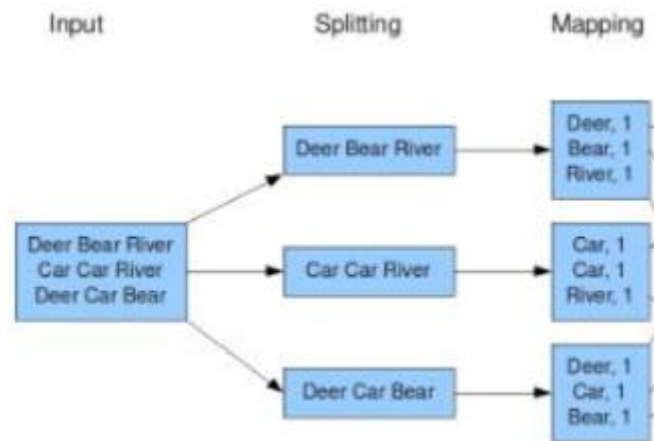 Input
Splitting
Mapping
Deer Bear River
Car Car River
Deer Car Bear
Deer Bear River
Car Car River
Deer Car Bear
Deer, 1
Bear, 1
River, 1
Car, 1
Car, 1
River, 1
Deer, 1
Car, 1
Bear, 1